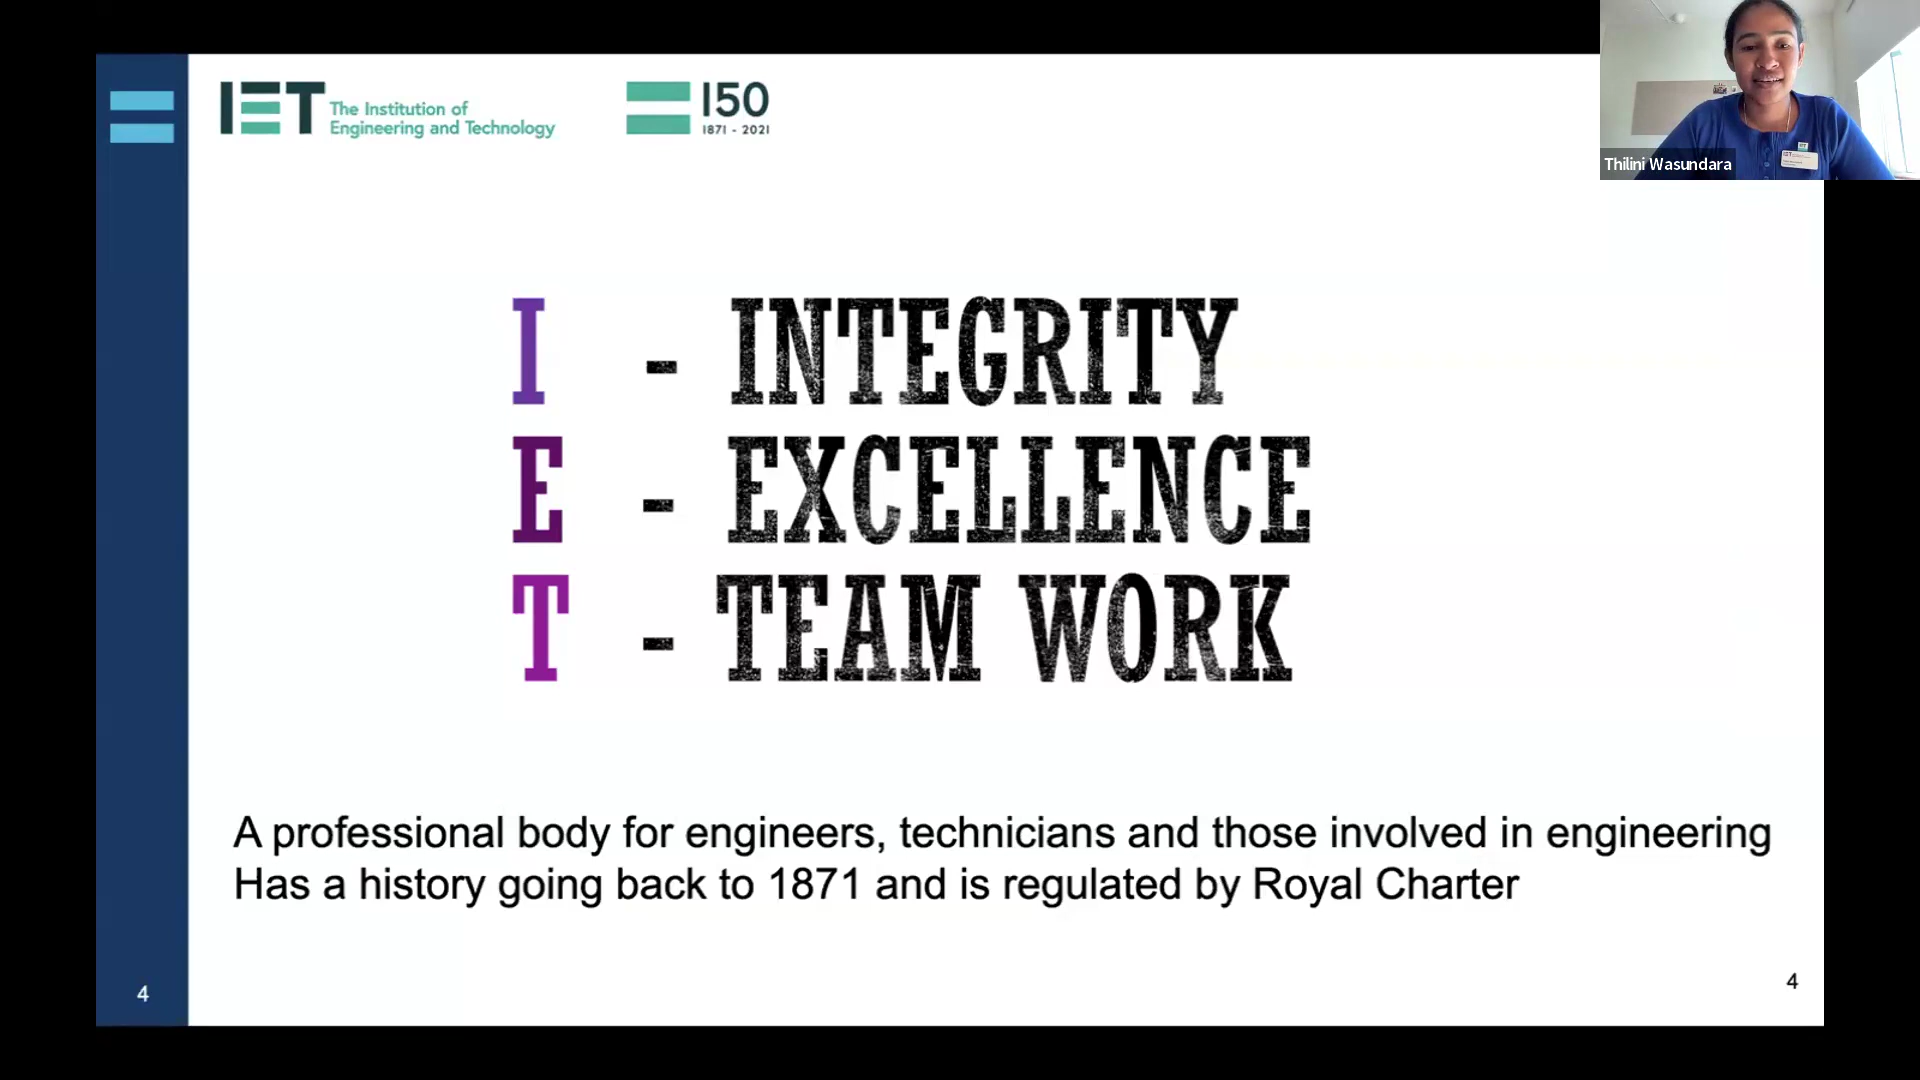 IET The Institution of
Engineering and Technology
150
1871 - 2021
Thilini Wasundara
I - INTEGRITY
E - EXCELLENCE
T - TEAM WORK
A professional body for engineers, technicians and those involved in engineering
Has a history going back to 1871 and is regulated by Royal Charter
4
4